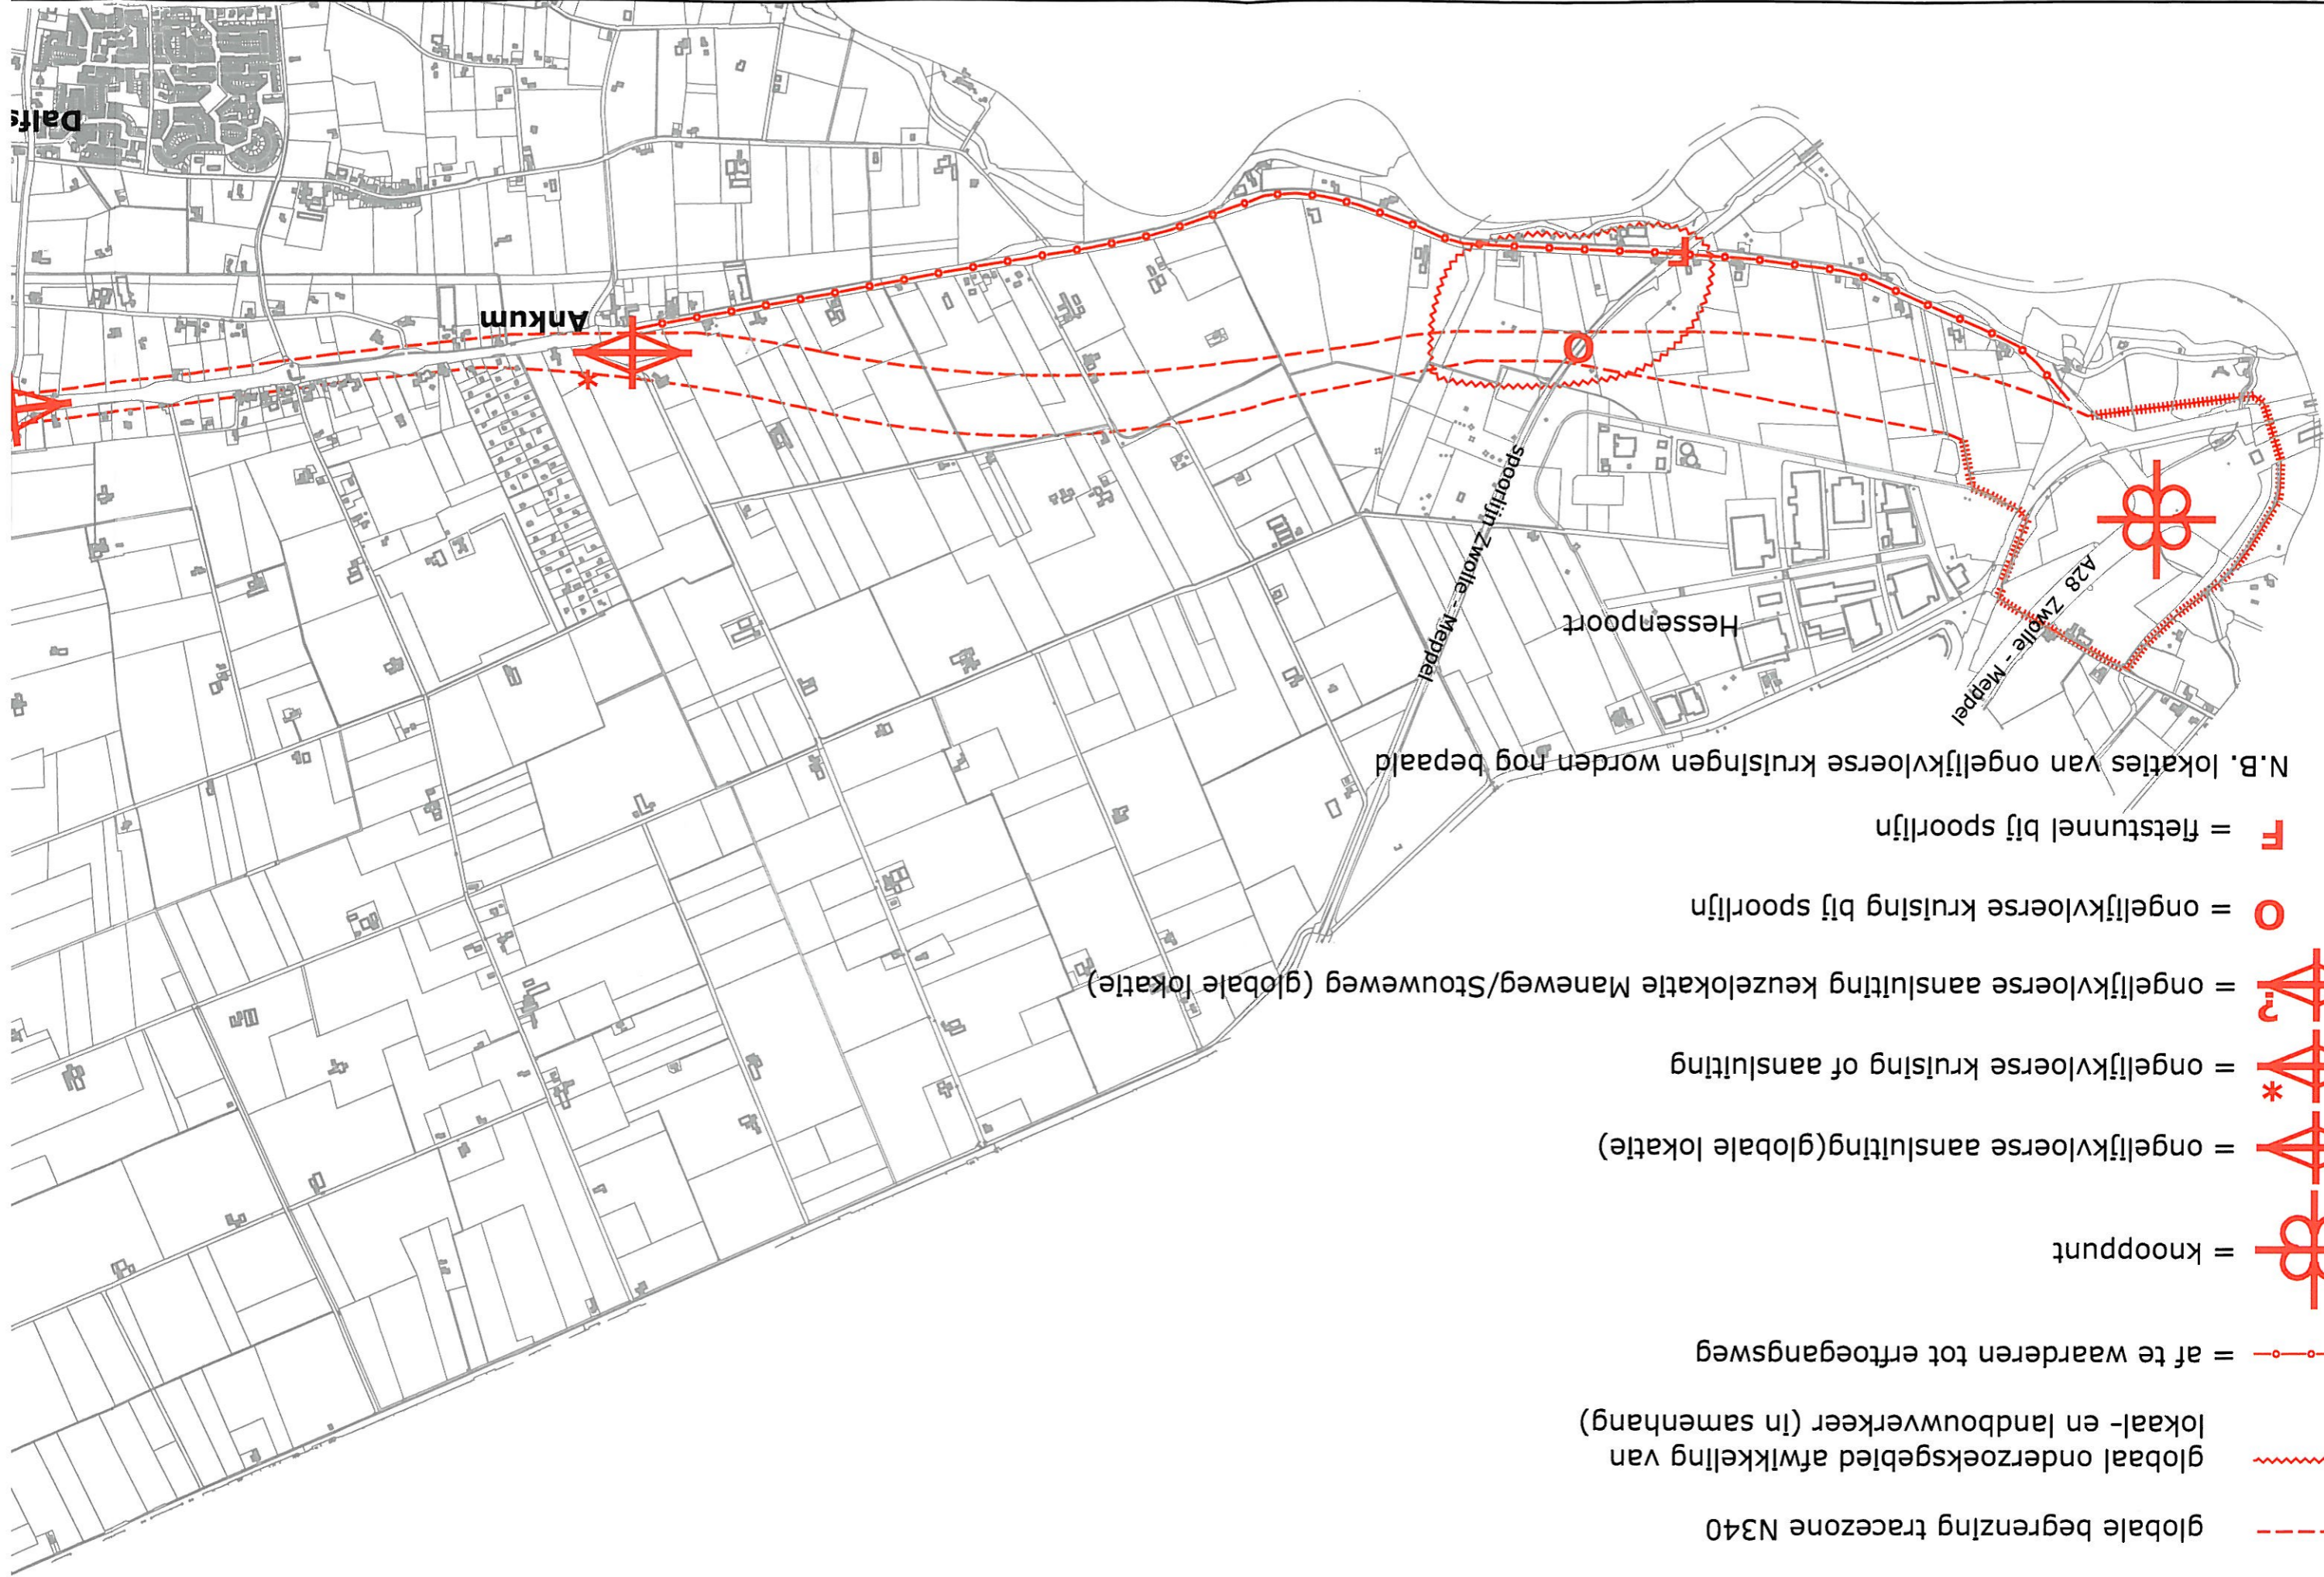 globale begrenzing tracezone N340
globaal onderzoeksgebied afwikkeling van
lokaal- en landbouwverkeer (in samenhang)
= af te waarderen tot erftoegangsweg
= knooppunt
= ongelijkvloerse aansluiting(globale lokatie)
* = ongelijkvloerse kruising of aansluiting
? = ongelijkvloerse aansluiting keuzelokatie Maneweg/Stouweweg (globale lokatie)
O = ongelijkvloerse kruising bij spoorlijn
F = fietstunnel bij spoorlijn
N.B. lokaties van ongelijkvloerse kruisingen worden nog bepaald
A28 Zwolle - Meppel
Hessenpoort
spoorlijn Zwolle - Meppel
O
F
*
Ankum
Dalfs